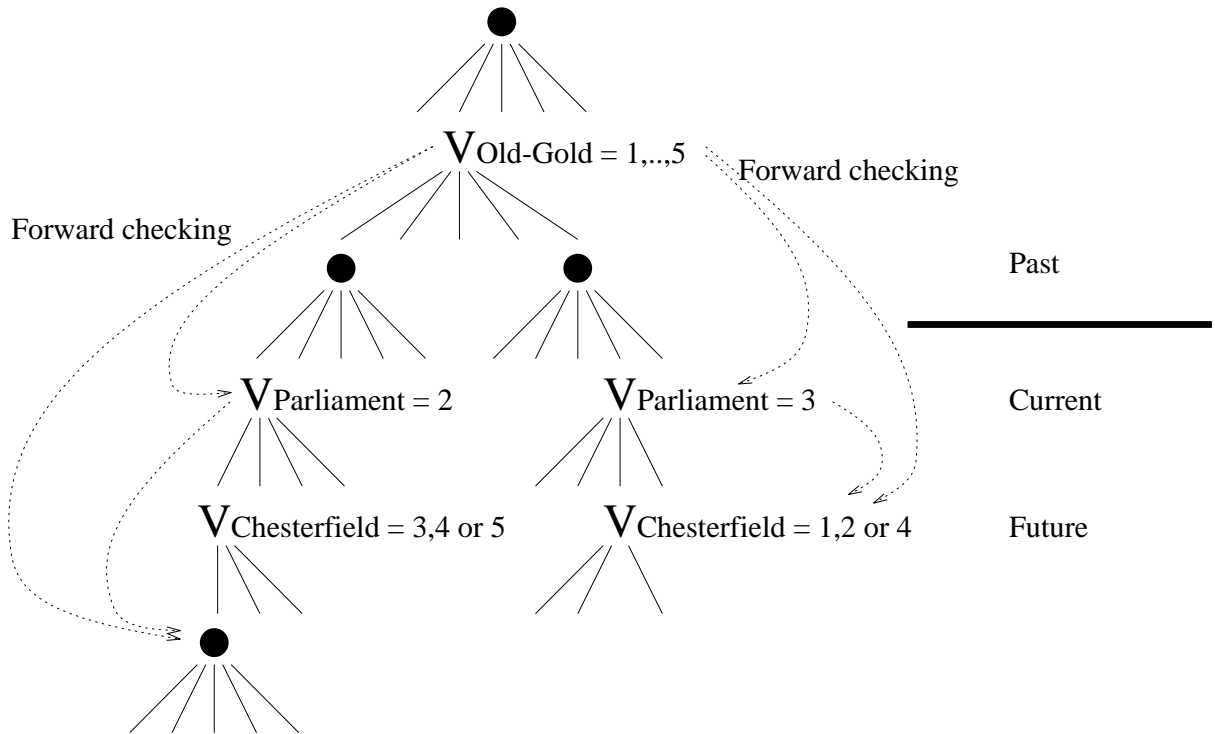 V Old-Gold = 1,..,5
Forward checking
Forward checking
Past
V Parliament = 2
V Parliament = 3
Current
V Chesterfield = 3,4 or 5
V Chesterfield = 1,2 or 4
Future